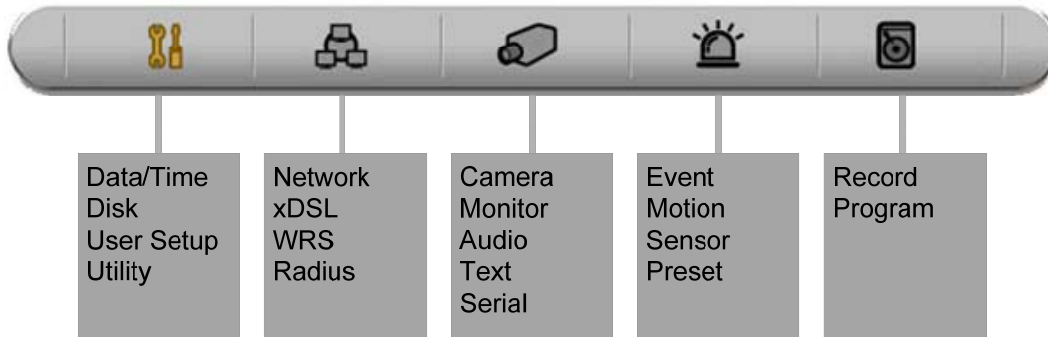 Data/Time
Disk
User Setup
Utility
Network
xDSL
WRS
Radius
Camera
Monitor
Audio
Text
Serial
Event
Motion
Sensor
Preset
Record
Program